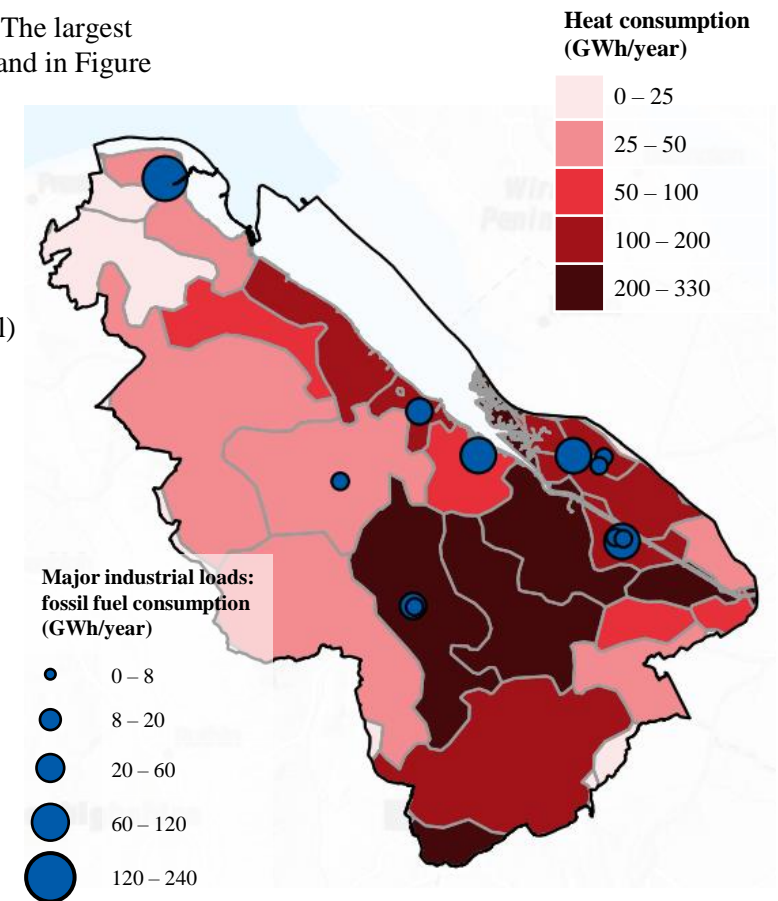 The largest
and in Figure
Heat consumption
(GWh/year)
0 – 25
25 – 50
50 – 100
100 – 200
200 – 330
l)
Major industrial loads:
fossil fuel consumption
(GWh/year)
0 – 8
8 – 20
20 – 60
60 – 120
120 – 240